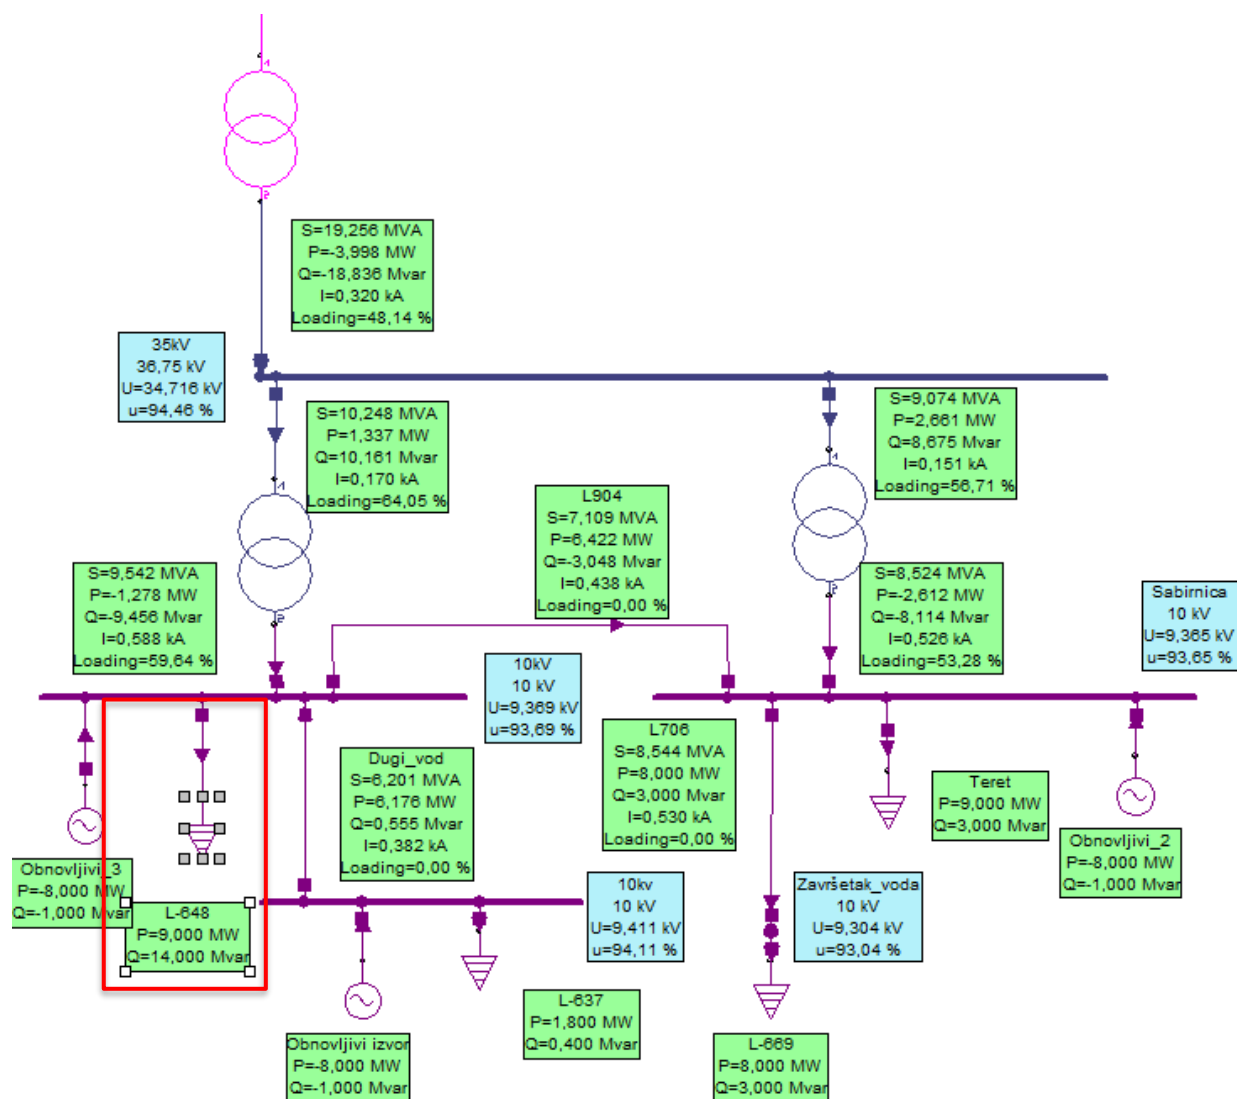 1
2
S=19,256 MVA
P=-3,998 MW
Q=-18,836 Mvar
I=0,320 kA
Loading=48,14 %
35kV
36,75 kV
U=34,716 kV
u=94,46 %
S=10,248 MVA
P=1,337 MW
Q=10,161 Mvar
I=0,170 kA
Loading=64,05 %
S=9,074 MVA
P=2,661 MW
Q=8,675 Mvar
I=0,151 kA
Loading=56,71 %
1
1
L904
S=7,109 MVA
P=6,422 MW
Q=-3,048 Mvar
I=0,438 kA
Loading=0,00 %
S=9,542 MVA
P=-1,278 MW
Q=-9,456 Mvar
I=0,588 kA
Loading=59,64 %
2
2
S=8,524 MVA
P=-2,612 MW
Q=-8,114 Mvar
I=0,526 kA
Loading=53,28 %
Sabirnica
10 kV
U=9,365 kV
u=93,65 %
10kV
10 kV
U=9,369 kV
u=93,69 %
L706
S=8,544 MVA
P=8,000 MW
Q=3,000 Mvar
I=0,530 kA
Loading=0,00 %
Dugi_vod
S=6,201 MVA
P=6,176 MW
Q=0,555 Mvar
I=0,382 kA
Loading=0,00 %
Teret
P=9,000 MW
Q=3,000 Mvar
Obnovljivi_2
P=-8,000 MW
Q=-1,000 Mvar
Obnovljivi_3
P=-8,000 MW
Q=-1,000 Mvar
L-648
P=9,000 MW
Q=14,000 Mvar
10kv
10 kV
U=9,411 kV
u=94,11 %
Završetak_voda
10 kV
U=9,304 kV
u=93,04 %
L-637
P=1,800 MW
Q=0,400 Mvar
Obnovljivi izvor
P=-8,000 MW
Q=-1,000 Mvar
L-669
P=8,000 MW
Q=3,000 Mvar